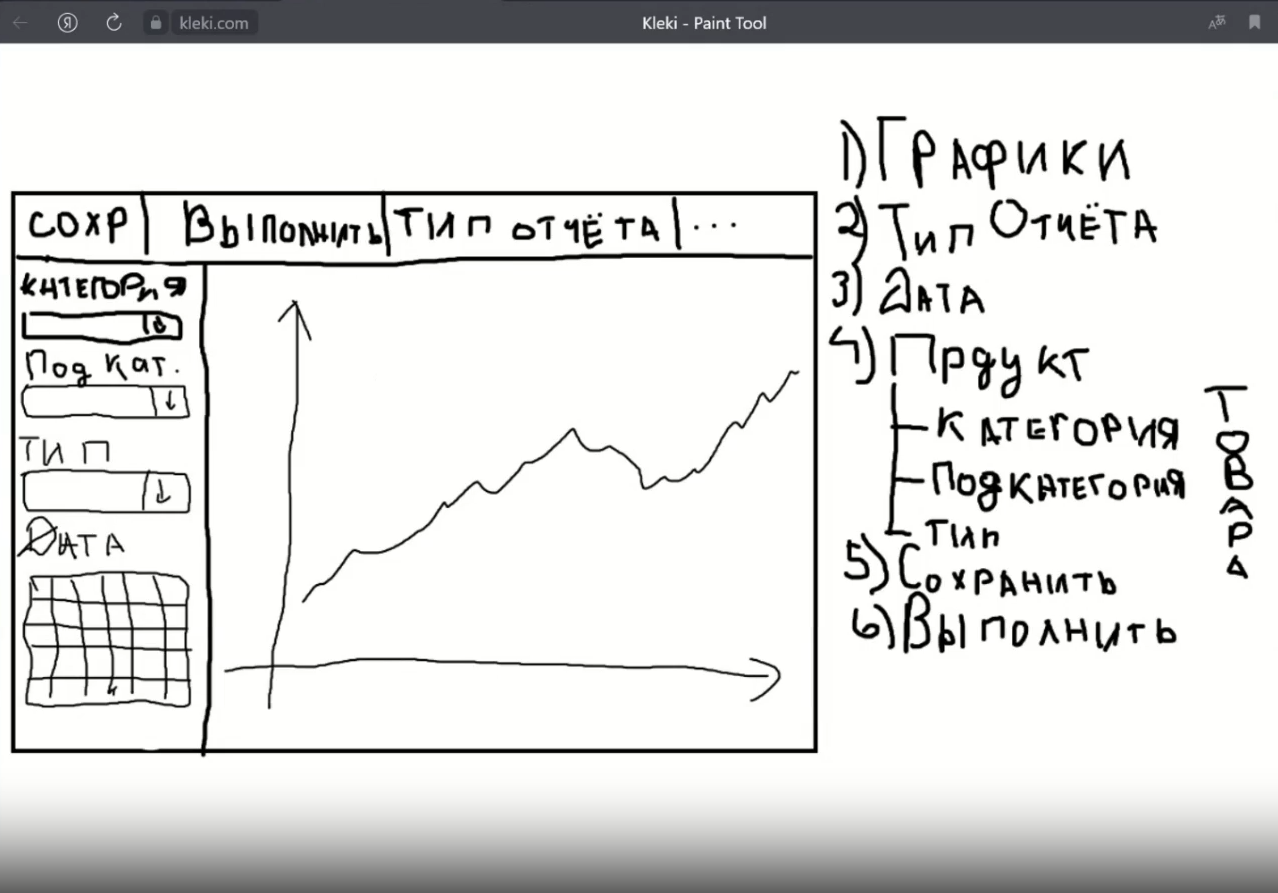 kleki.com
Kleki - Paint Tool
СОХР
ВЫПОЛНИТЬ
ТИП ОТЧЁТА
...
КАТЕГОРИЯ
Под Кат.
ТИП
ДАТА
1) ГРАФИКИ
2) Тип Отчёта
3) Дата
4) Прдукт
КАТЕГОРИЯ
Подкатегория
Тип
ТОВАРА
5) Сохранить
6) Выполнить